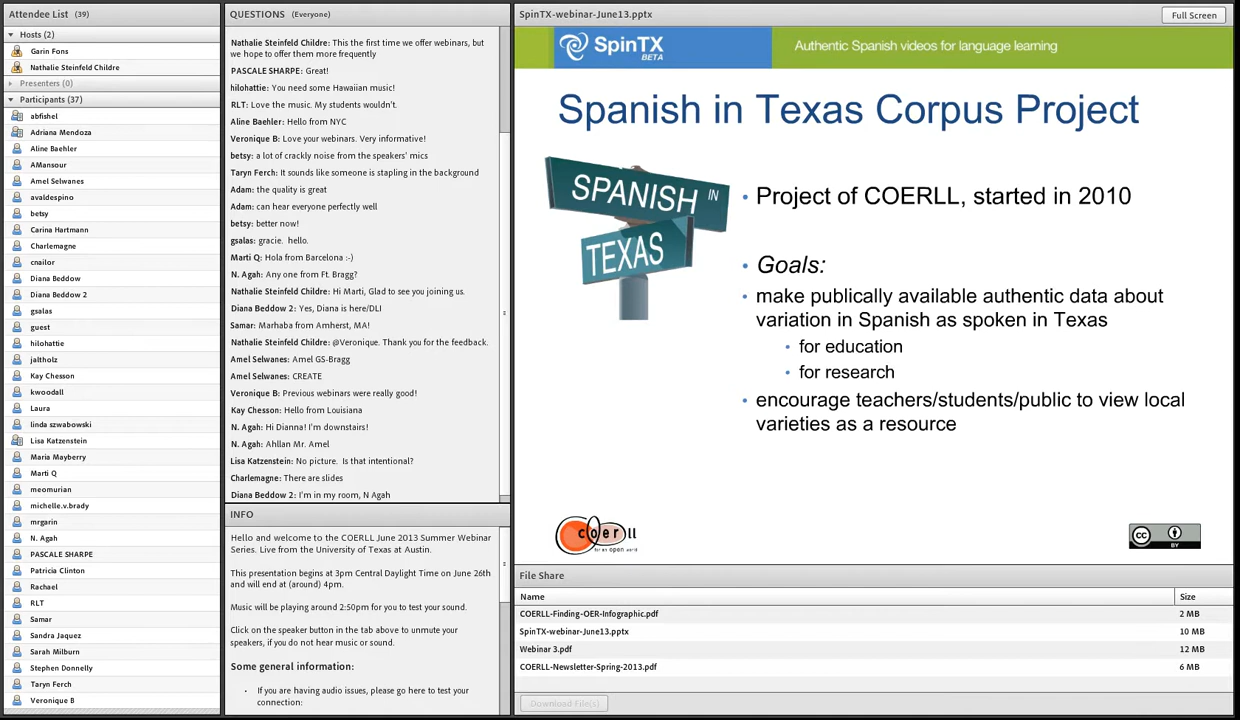 Attendee List (39)
Hosts (2)
Garin Fons
Nathalie Steinfeld Childre
Presenters (0)
Participants (37)
abfishel
Adriana Mendoza
Aline Baehler
AMansour
Amel Selwanes
avaldespino
betsy
Carina Hartmann
Charlemagne
cnailor
Diana Beddow
Diana Beddow 2
gsalas
guest
hilohattie
jaltholz
Kay Chesson
kwoodall
Laura
linda szwabowski
Lisa Katzenstein
Maria Mayberry
Marti Q
meomurian
michelle.v.brady
mrgarin
N. Agah
PASCALE SHARPE
Patricia Clinton
Rachael
RLT
Samar
Sandra Jaquez
Sarah Milburn
Stephen Donnelly
Taryn Ferch
Veronique B
QUESTIONS (Everyone)
Nathalie Steinfeld Childre: This the first time we offer webinars, but
we hope to offer them more frequently
PASCALE SHARPE: Great!
hilohattie: You need some Hawaiian music!
RLT: Love the music. My students wouldn't.
Aline Baehler: Hello from NYC
Veronique B: Love your webinars. Very informative!
betsy: a lot of crackly noise from the speakers' mics
Taryn Ferch: It sounds like someone is stapling in the background
Adam: the quality is great
Adam: can hear everyone perfectly well
betsy: better now!
gsalas: gracie. hello.
Marti Q: Hola from Barcelona :-)
N. Agah: Any one from Ft. Bragg?
Nathalie Steinfeld Childre: Hi Marti, Glad to see you joining us.
Diana Beddow 2: Yes, Diana is here/DLI
Samar: Marhaba from Amherst, MA!
Nathalie Steinfeld Childre: @Veronique. Thank you for the feedback.
Amel Selwanes: Amel GS-Bragg
Amel Selwanes: CREATE
Veronique B: Previous webinars were really good!
Kay Chesson: Hello from Louisiana
N. Agah: Hi Dianna! I'm downstairs!
N. Agah: Ahllan Mr. Amel
Lisa Katzenstein: No picture. Is that intentional?
Charlemagne: There are slides
Diana Beddow 2: I'm in my room, N Agah
INFO
Hello and welcome to the COERLL June 2013 Summer Webinar
Series. Live from the University of Texas at Austin.
This presentation begins at 3pm Central Daylight Time on June 26th
and will end at (around) 4pm.
Music will be playing around 2:50pm for you to test your sound.
Click on the speaker button in the tab above to unmute your
speakers, if you do not hear music or sound.
Some general information:
• If you are having audio issues, please go here to test your
connection:
SpinTX-webinar-June13.pptx
Full Screen
SpinTX
BETA
Authentic Spanish videos for language learning
Spanish in Texas Corpus Project
SPANISH IN
TEXAS
• Project of COERLL, started in 2010
• Goals:
• make publically available authentic data about
variation in Spanish as spoken in Texas
• for education
• for research
• encourage teachers/students/public to view local
varieties as a resource
coerll
for an open world
cc
BY
File Share
Name Size
COERLL-Finding-OER-Infographic.pdf 2 MB
SpinTX-webinar-June13.pptx 10 MB
Webinar 3.pdf 12 MB
COERLL-Newsletter-Spring-2013.pdf 6 MB
Download File(s)